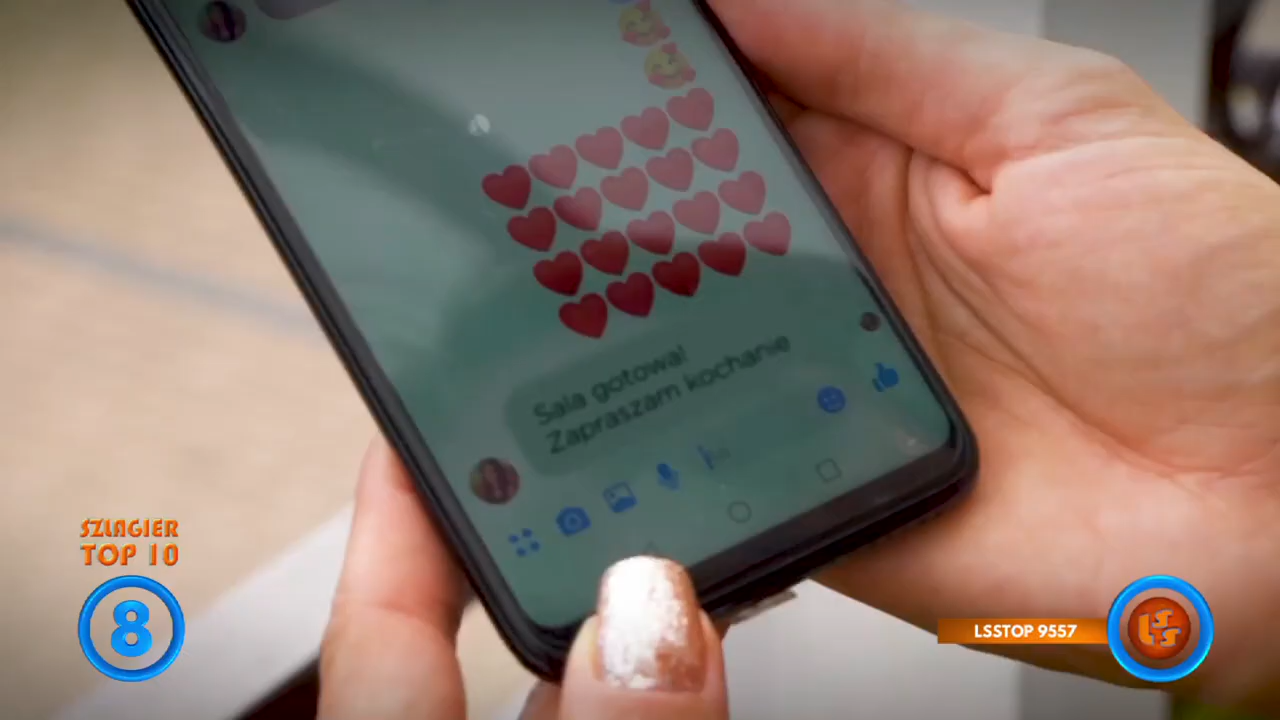 Sala gotowa!
Zapraszam kochanie
SZLAGIER
TOP 10
8
LSSTOP 9557